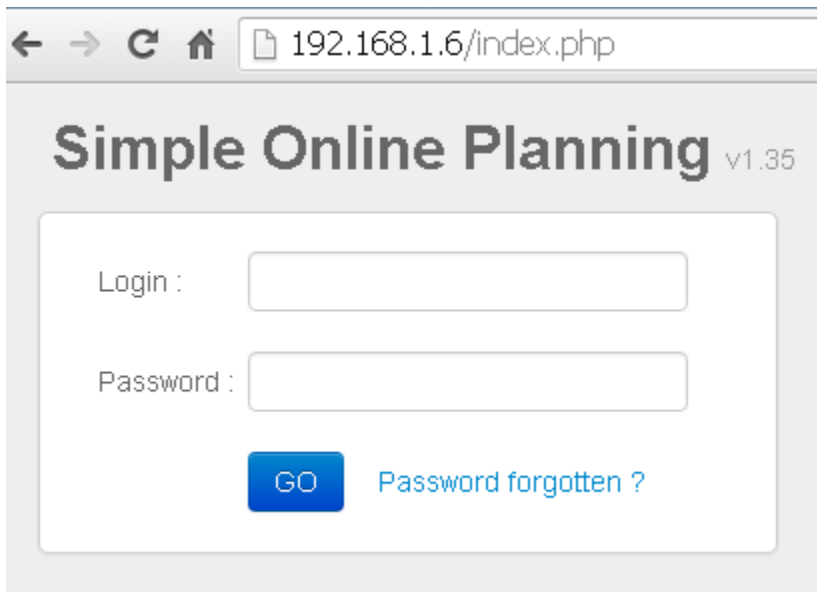 192.168.1.6/index.php
Simple Online Planning v1.35
Login :
Password :
GO Password forgotten ?